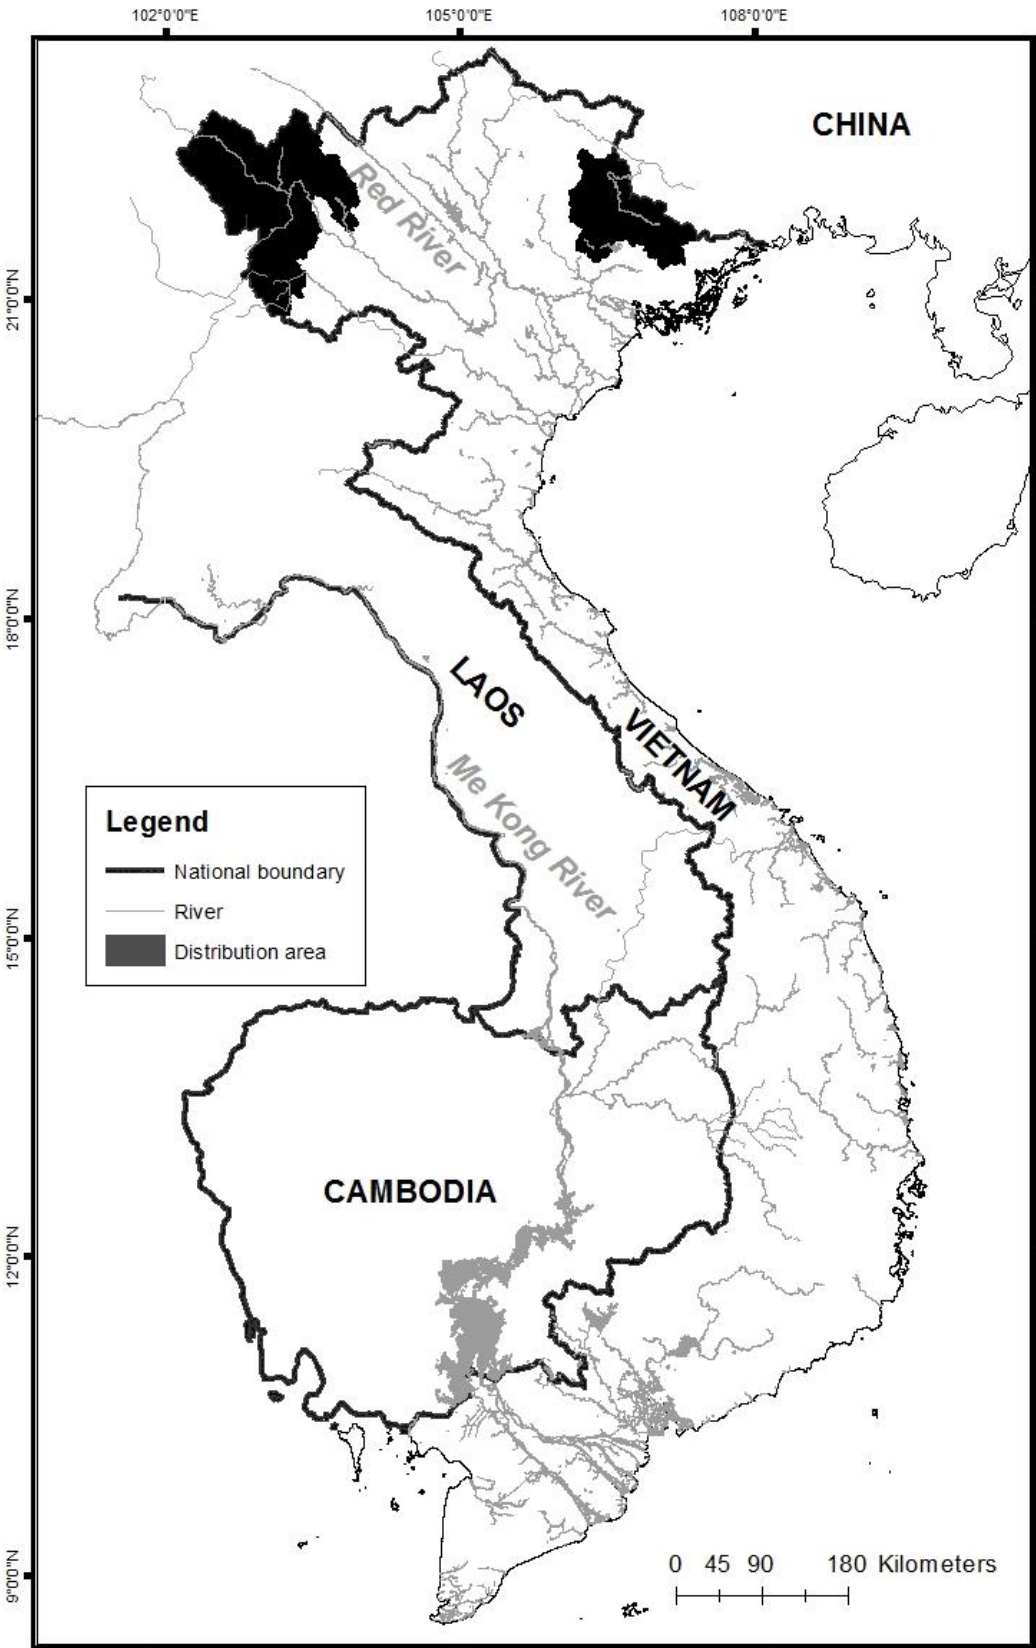 102°0'0"E
105°0'0"E
108°0'0"E
CHINA
Red River
21°0'0"N
18°0'0"N
LAOS
VIETNAM
Me Kong River
Legend
National boundary
River
Distribution area
15°0'0"N
CAMBODIA
12°0'0"N
9°0'0"N
0 45 90 180 Kilometers